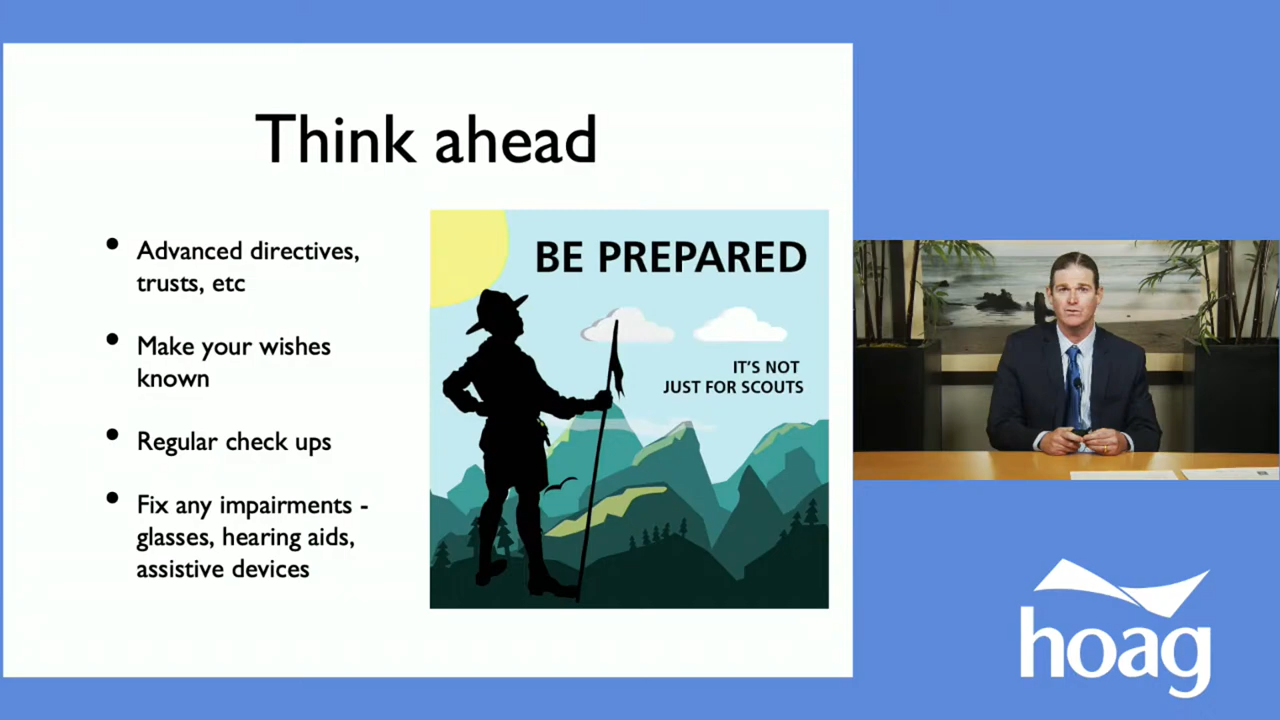 Think ahead
Advanced directives,
trusts, etc
Make your wishes
known
Regular check ups
Fix any impairments -
glasses, hearing aids,
assistive devices
BE PREPARED
IT'S NOT
JUST FOR SCOUTS
hoag